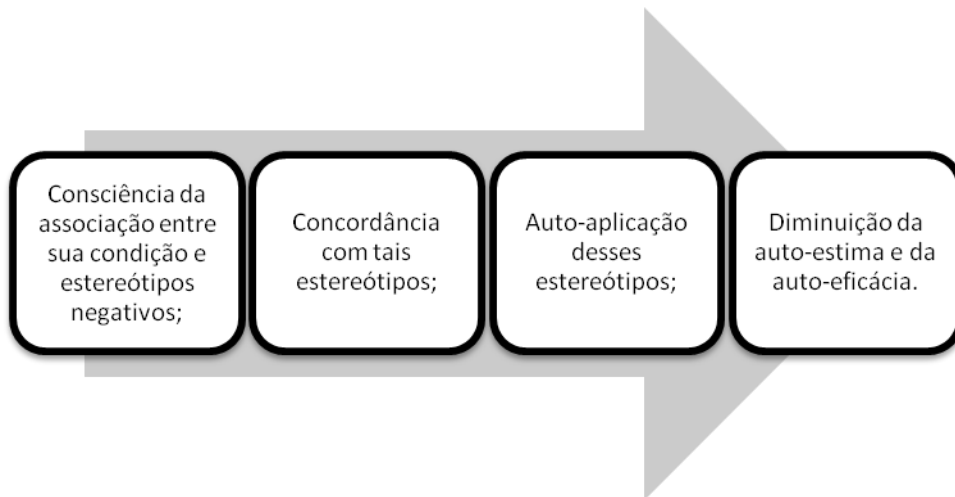 Consciência da
associação entre
sua condição e
estereótipos
negativos;
Concordância
com tais
estereótipos;
Auto-aplicação
desses
estereótipos;
Diminuição da
auto-estima e da
auto-eficácia.